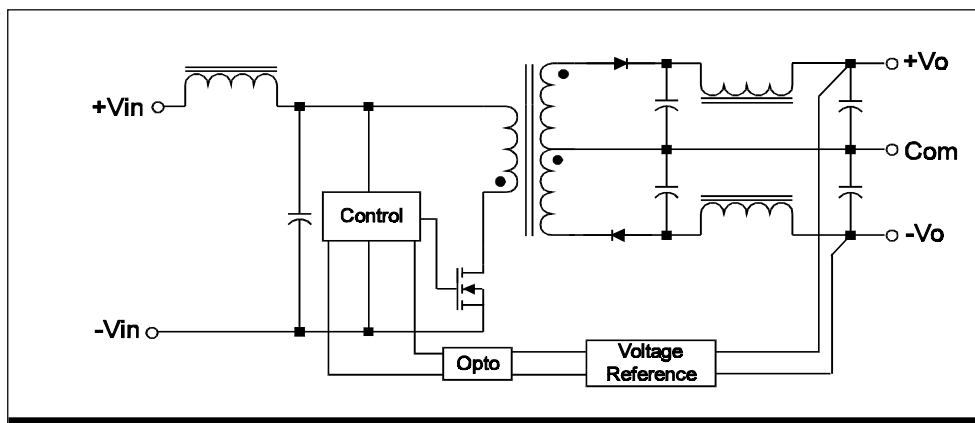 +Vin
Control
-Vin
Opto
Voltage
Reference
+Vo
Com
-Vo